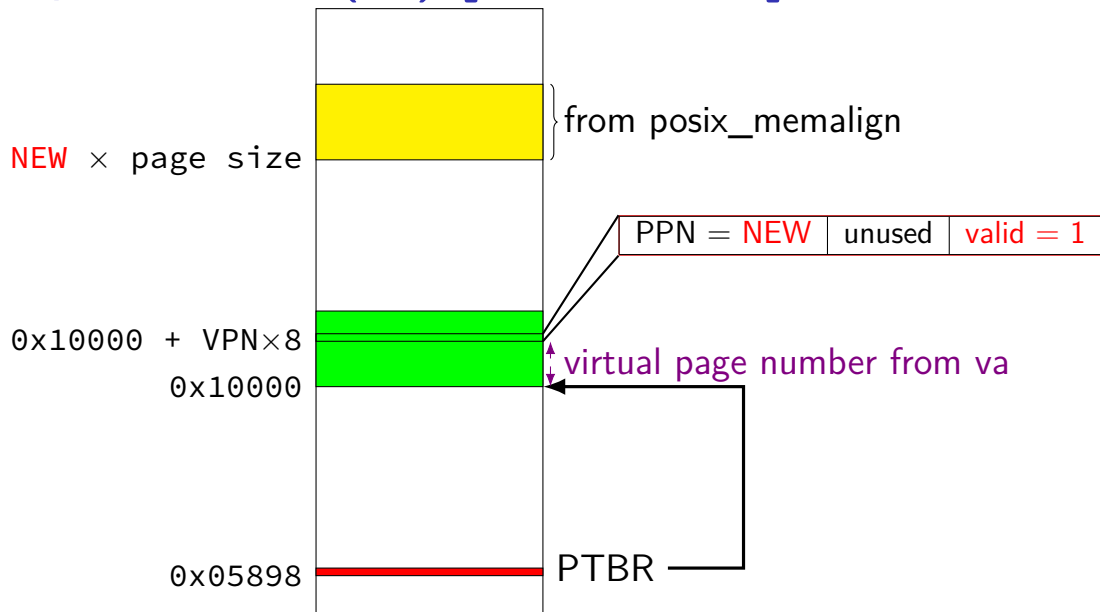 from posix_memalign
NEW × page size
PPN = NEW unused valid = 1
0x10000 + VPN×8
virtual page number from va
0x10000
PTBR
0x05898